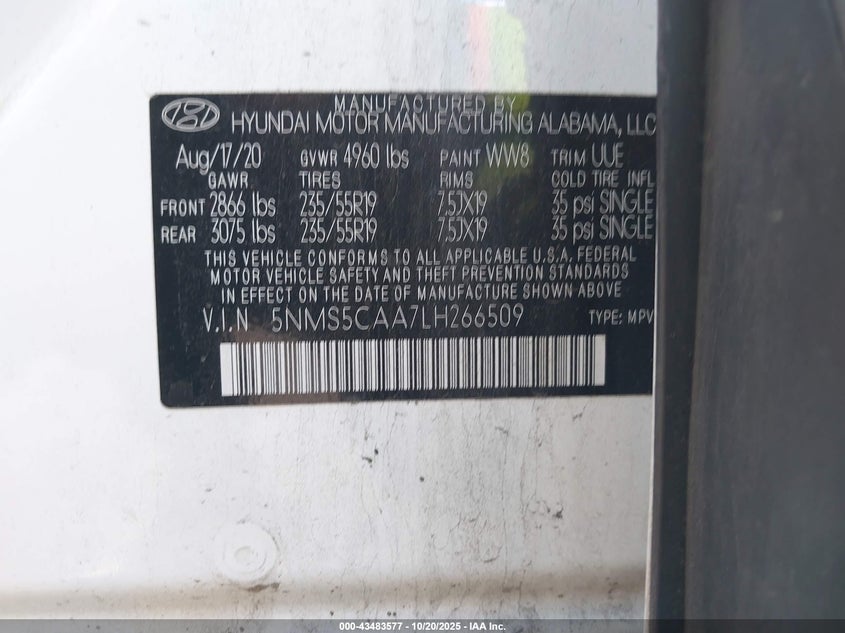 MANUFACTURED BY
HYUNDAI MOTOR MANUFACTURING ALABAMA, LLC
Aug/17/20 GVWR 4960 lbs PAINT WW8 TRIM UUE
GAWR TIRES RIMS COLD TIRE INFL
FRONT 2866 lbs 235/55R19 7.5JX19 35 psi SINGLE
REAR 3075 lbs 235/55R19 7.5JX19 35 psi SINGLE
THIS VEHICLE CONFORMS TO ALL APPLICABLE U.S.A. FEDERAL
MOTOR VEHICLE SAFETY AND THEFT PREVENTION STANDARDS
IN EFFECT ON THE DATE OF MANUFACTURE SHOWN ABOVE
V.I.N 5NMS5CAA7LH266509 TYPE: MPV
000-43483577 - 10/20/2025 - IAA Inc.